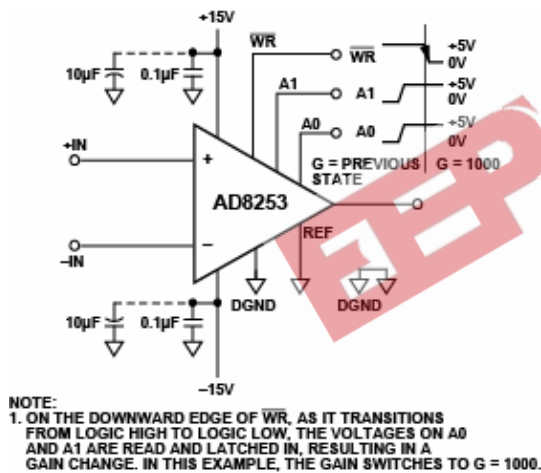 +15V
10µF
0.1µF
WR
WR
+5V
0V
A1
A1
+5V
0V
A0
A0
+5V
0V
G = PREVIOUS STATE
G = 1000
+IN
+
AD8253
REF
–IN
–
DGND
DGND
10µF
0.1µF
–15V
EEP
NOTE:
1. ON THE DOWNWARD EDGE OF WR, AS IT TRANSITIONS
FROM LOGIC HIGH TO LOGIC LOW, THE VOLTAGES ON A0
AND A1 ARE READ AND LATCHED IN, RESULTING IN A
GAIN CHANGE. IN THIS EXAMPLE, THE GAIN SWITCHES TO G = 1000.